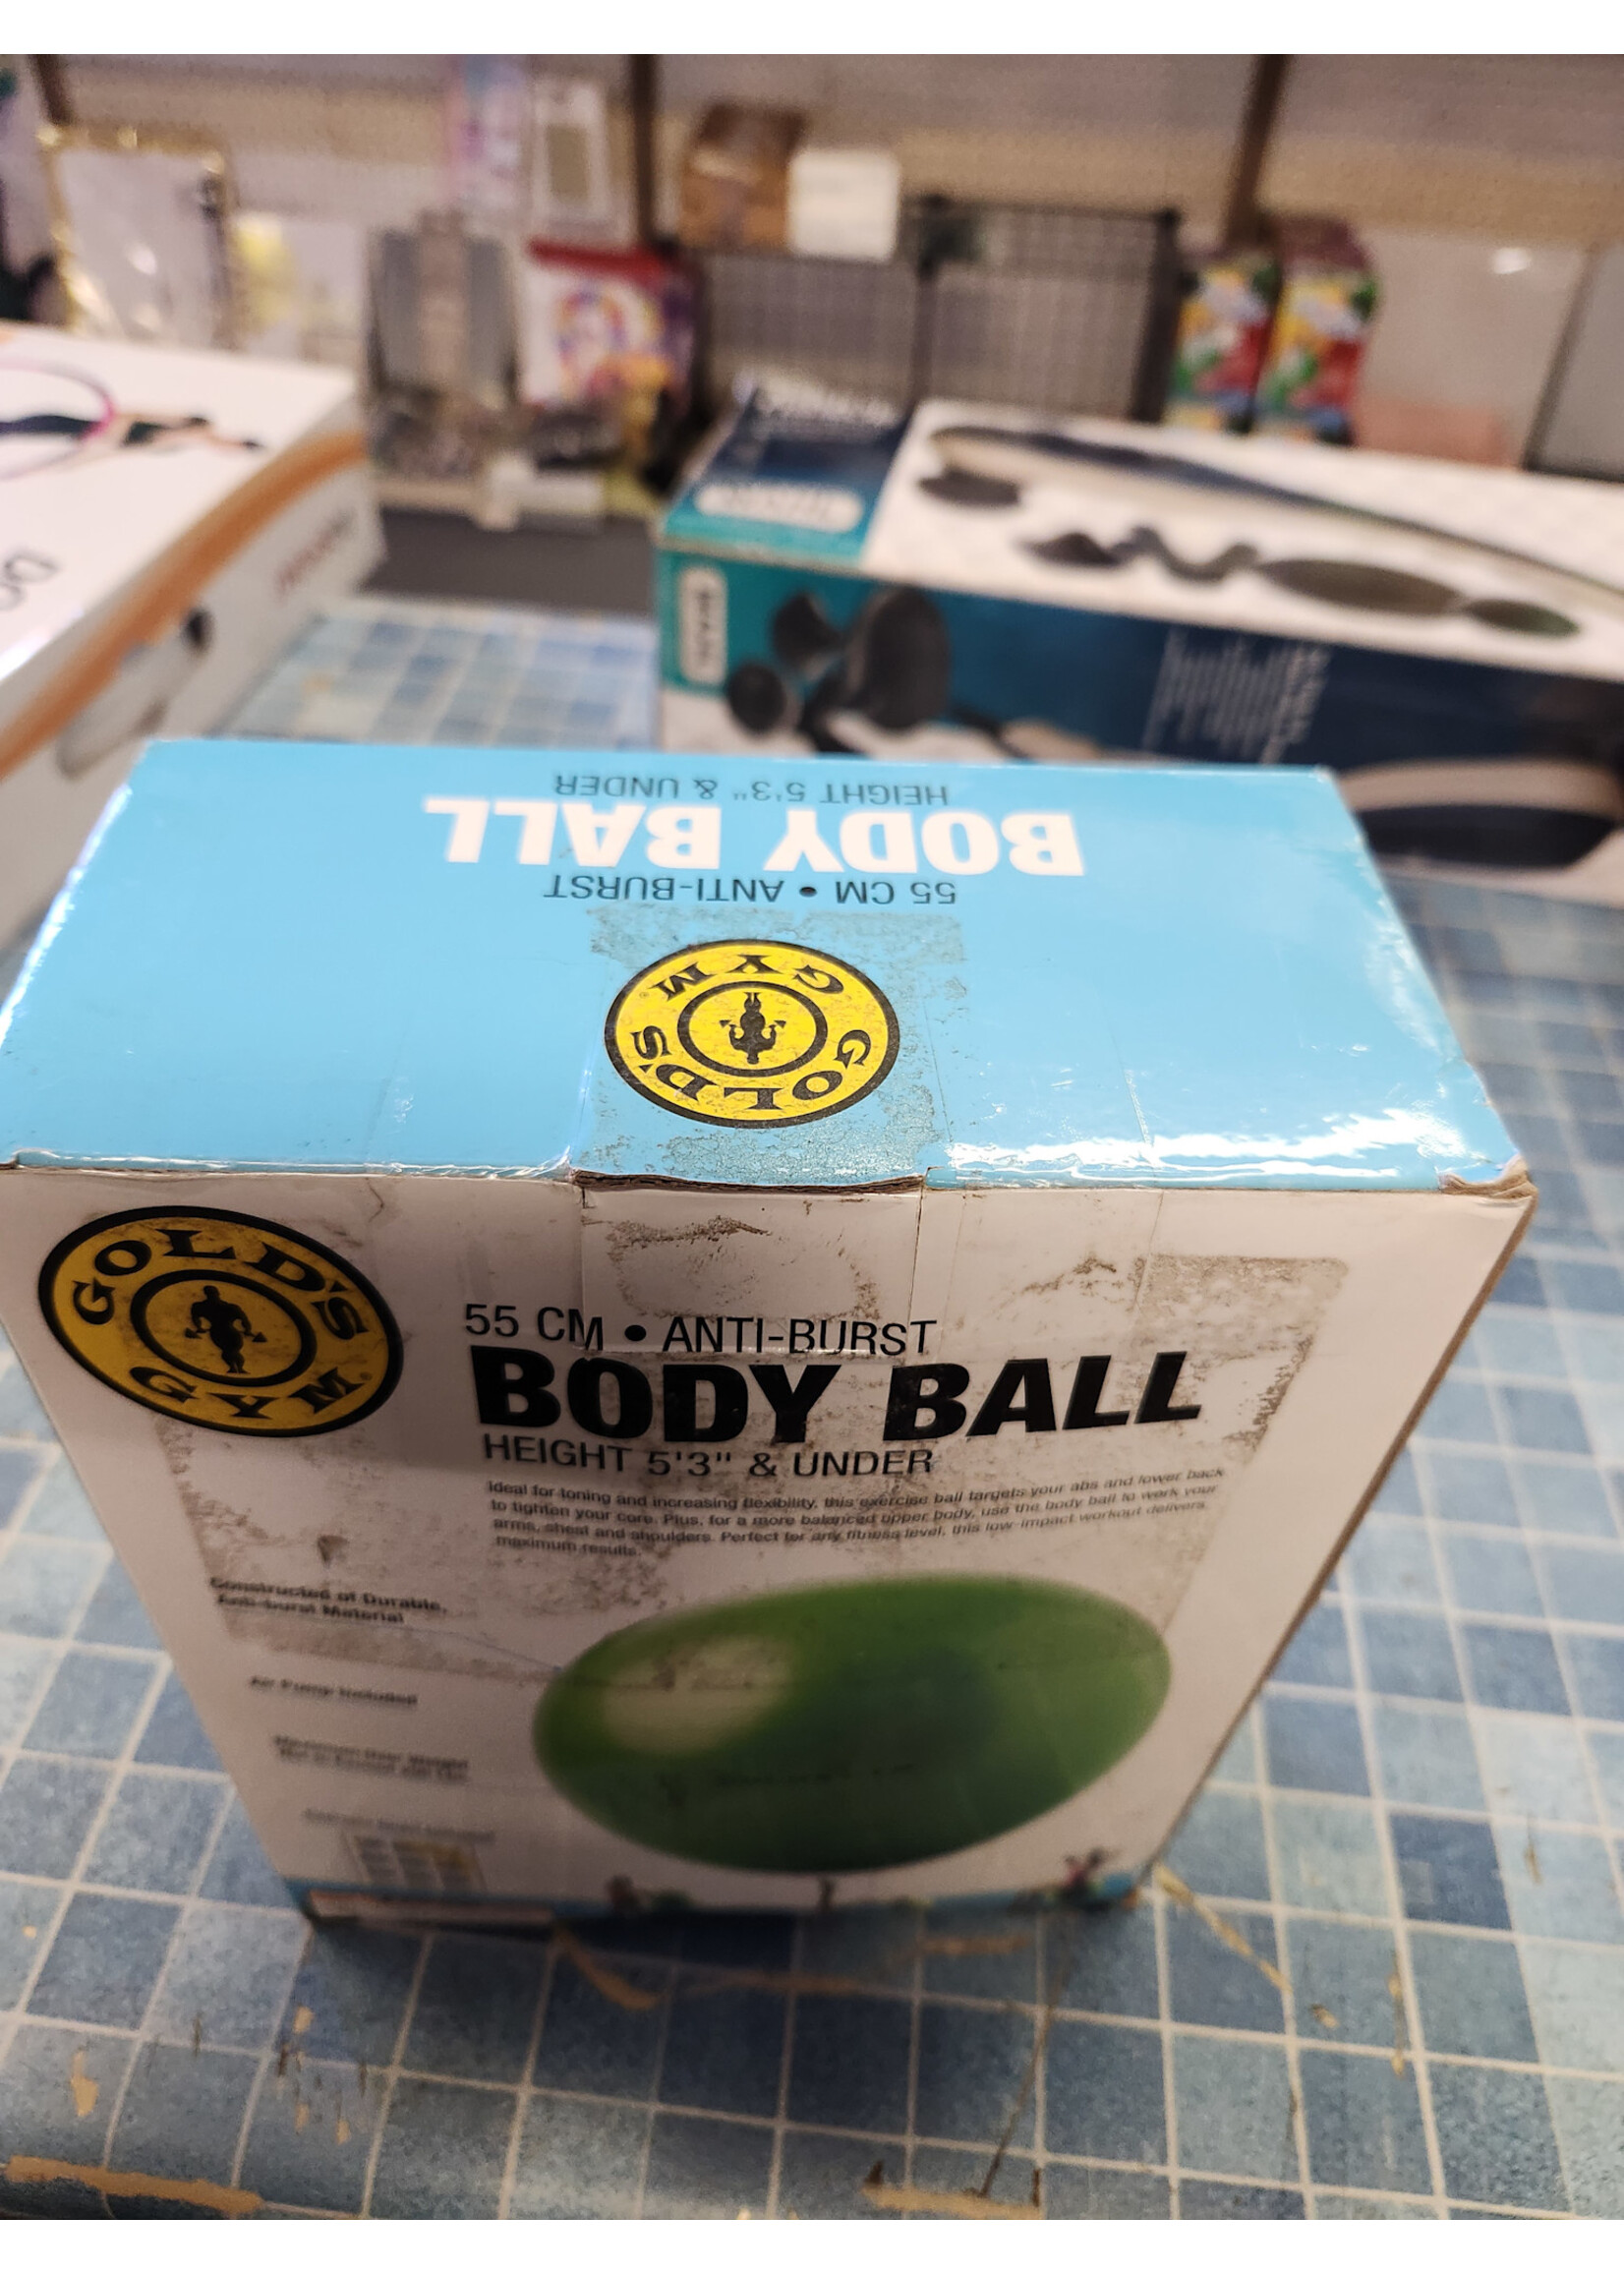 HEIGHT 5'3" & UNDER
BODY BALL
55 CM • ANTI-BURST
GOLD'S GYM
GOLD'S GYM
55 CM • ANTI-BURST
BODY BALL
HEIGHT 5'3" & UNDER
Ideal for toning and increasing flexibility, this exercise ball targets your abs and lower back
to tighten your core. Plus, for a more balanced upper body, use the body ball to work your
arms, chest and shoulders. Perfect for any fitness level, this low-impact workout delivers
maximum results.
Constructed of Durable,
Anti-burst Material
Air Pump Included
Maximum User Weight